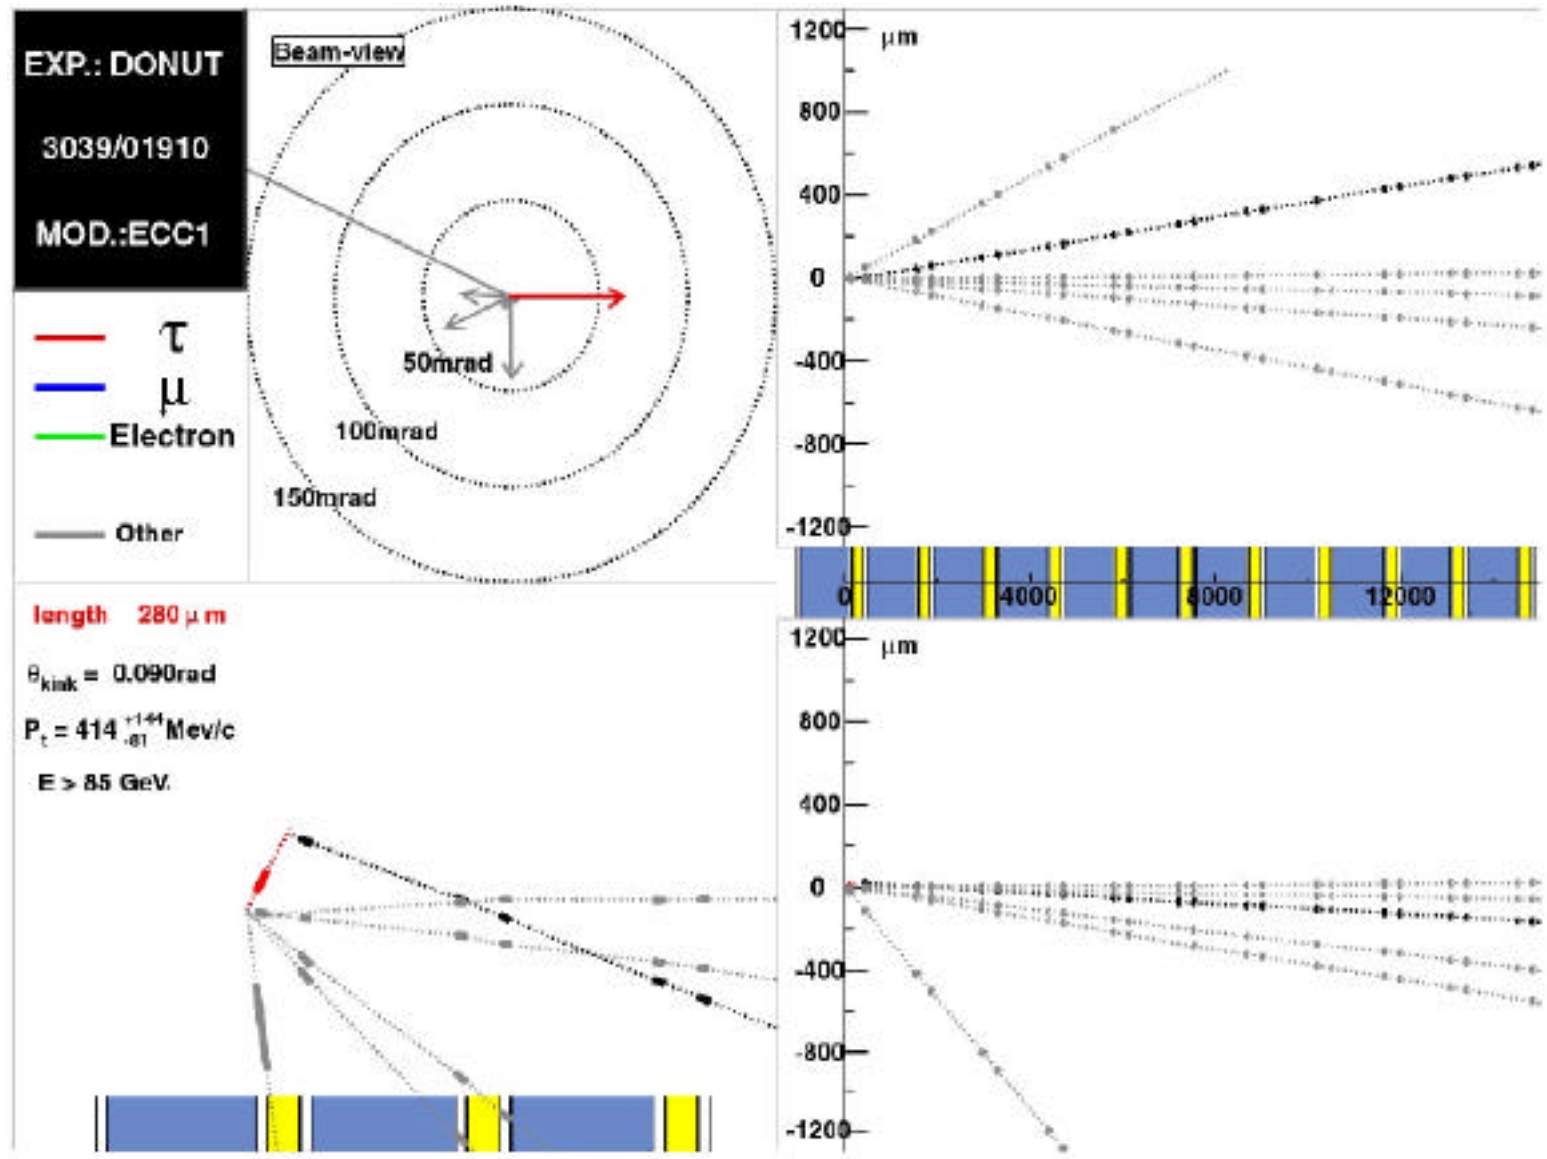 EXP.: DONUT
3039/01910
MOD.:ECC1
Beam-view
50mrad
100mrad
150mrad
τ
μ
Electron
Other
length 280 μm
θkink = 0.090rad
Pt = 414 +144 -81 Mev/c
E > 85 GeV.
1200
μm
800
400
0
-400
-800
-1200
0 4000 8000 12000
1200
μm
800
400
0
-400
-800
-1200